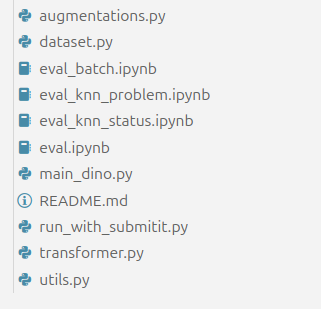 augmentations.py
dataset.py
eval_batch.ipynb
eval_knn_problem.ipynb
eval_knn_status.ipynb
eval.ipynb
main_dino.py
README.md
run_with_submitit.py
transformer.py
utils.py